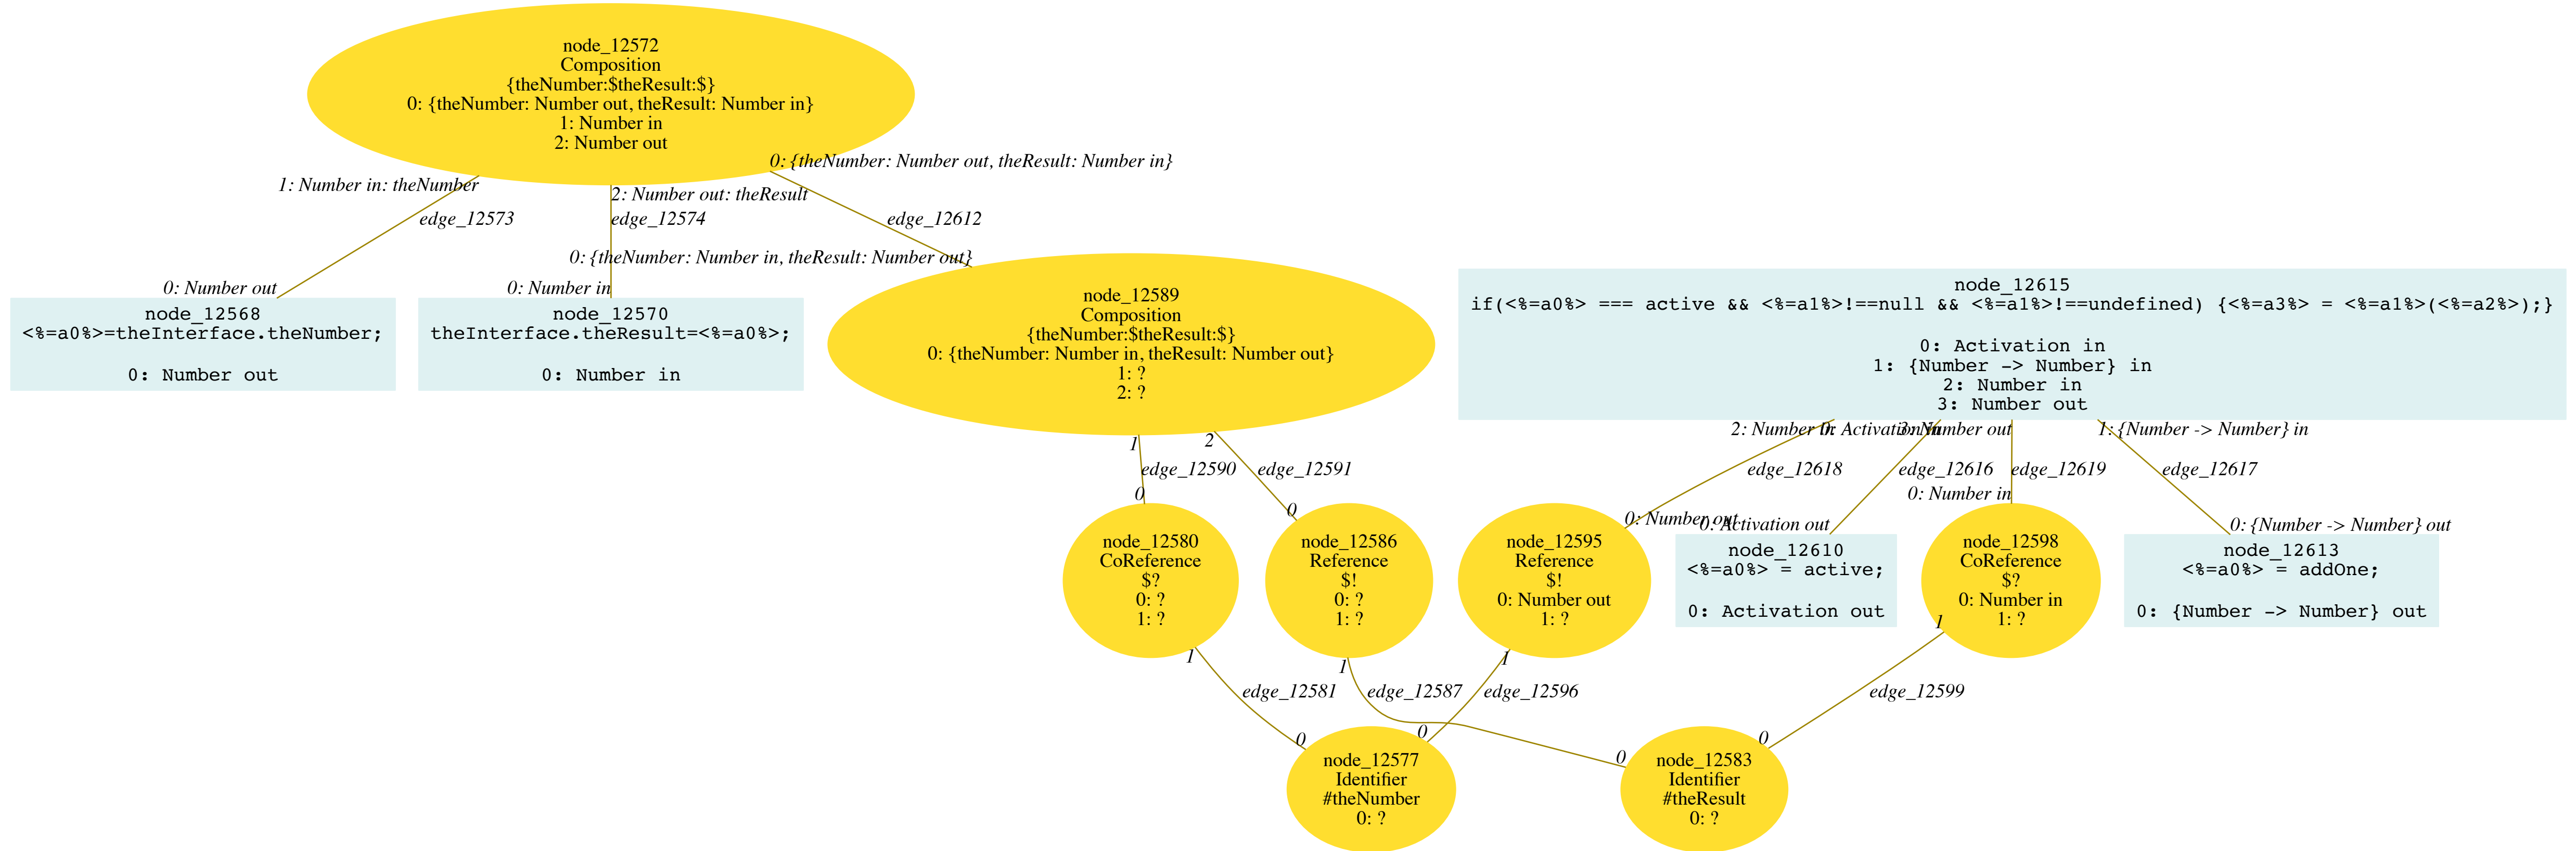 node_12572
Composition
{theNumber:$theResult:$}
0: {theNumber: Number out, theResult: Number in}
1: Number in
2: Number out
0: {theNumber: Number out, theResult: Number in}
1: Number in: theNumber
2: Number out: theResult
edge_12573
edge_12574
edge_12612
0: {theNumber: Number in, theResult: Number out}
0: Number out
0: Number in
node_12568
<%=a0%>=theInterface.theNumber;
0: Number out
node_12570
theInterface.theResult=<%=a0%>;
0: Number in
node_12589
Composition
{theNumber:$theResult:$}
0: {theNumber: Number in, theResult: Number out}
1: ?
2: ?
node_12615
if(<%=a0%> === active && <%=a1%>!==null && <%=a1%>!==undefined) {<%=a3%> = <%=a1%>(<%=a2%>);}
0: Activation in
1: {Number -> Number} in
2: Number in
3: Number out
1
2
2: Number in
0: Activation in
3: Number out
1: {Number -> Number} in
edge_12590
edge_12591
edge_12618
edge_12616
edge_12619
edge_12617
0
0
0: Number out
0: Activation out
0: Number in
0: {Number -> Number} out
node_12580
CoReference
$?
0: ?
1: ?
node_12586
Reference
$!
0: ?
1: ?
node_12595
Reference
$!
0: Number out
1: ?
node_12610
<%=a0%> = active;
0: Activation out
node_12598
CoReference
$?
0: Number in
1: ?
node_12613
<%=a0%> = addOne;
0: {Number -> Number} out
1
1
1
1
edge_12581
edge_12587
edge_12596
edge_12599
0
0
0
0
node_12577
Identifier
#theNumber
0: ?
node_12583
Identifier
#theResult
0: ?